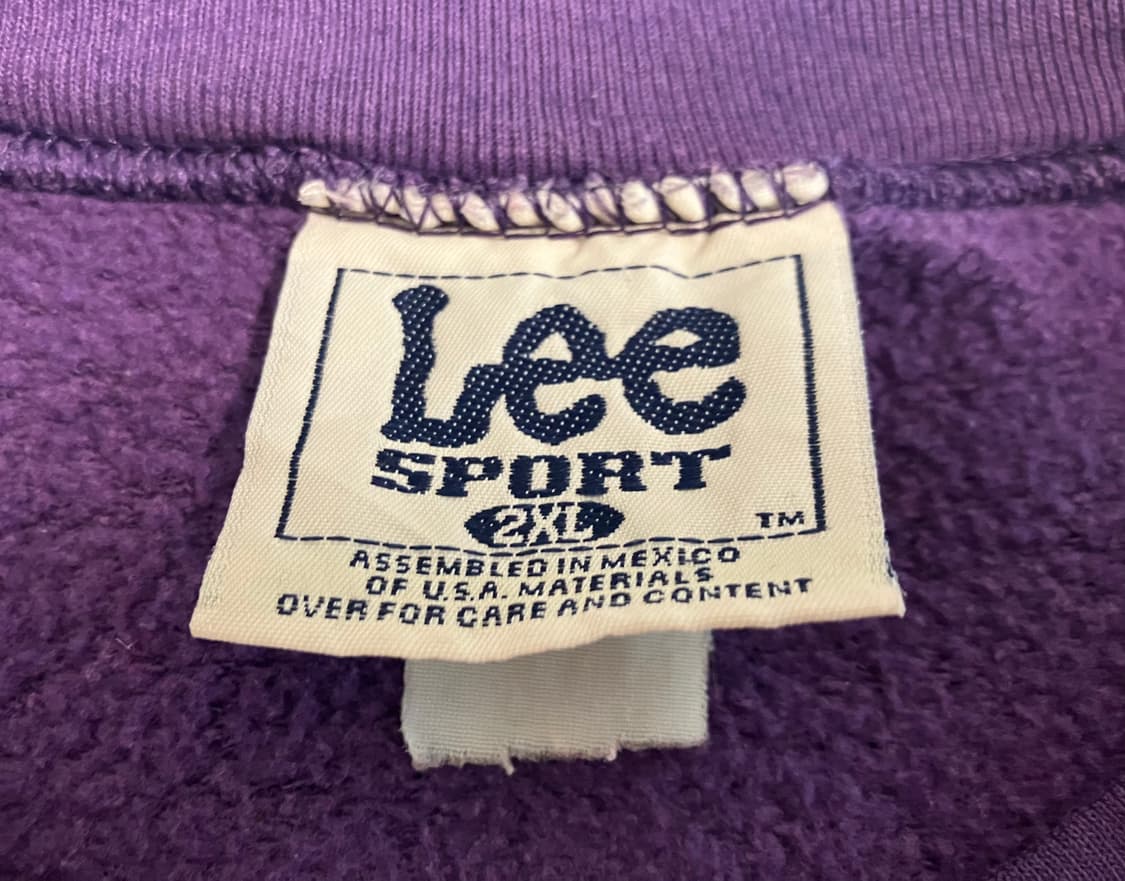 Lee
SPORT
2XL
TM
ASSEMBLED IN MEXICO
OF U.S.A. MATERIALS
OVER FOR CARE AND CONTENT